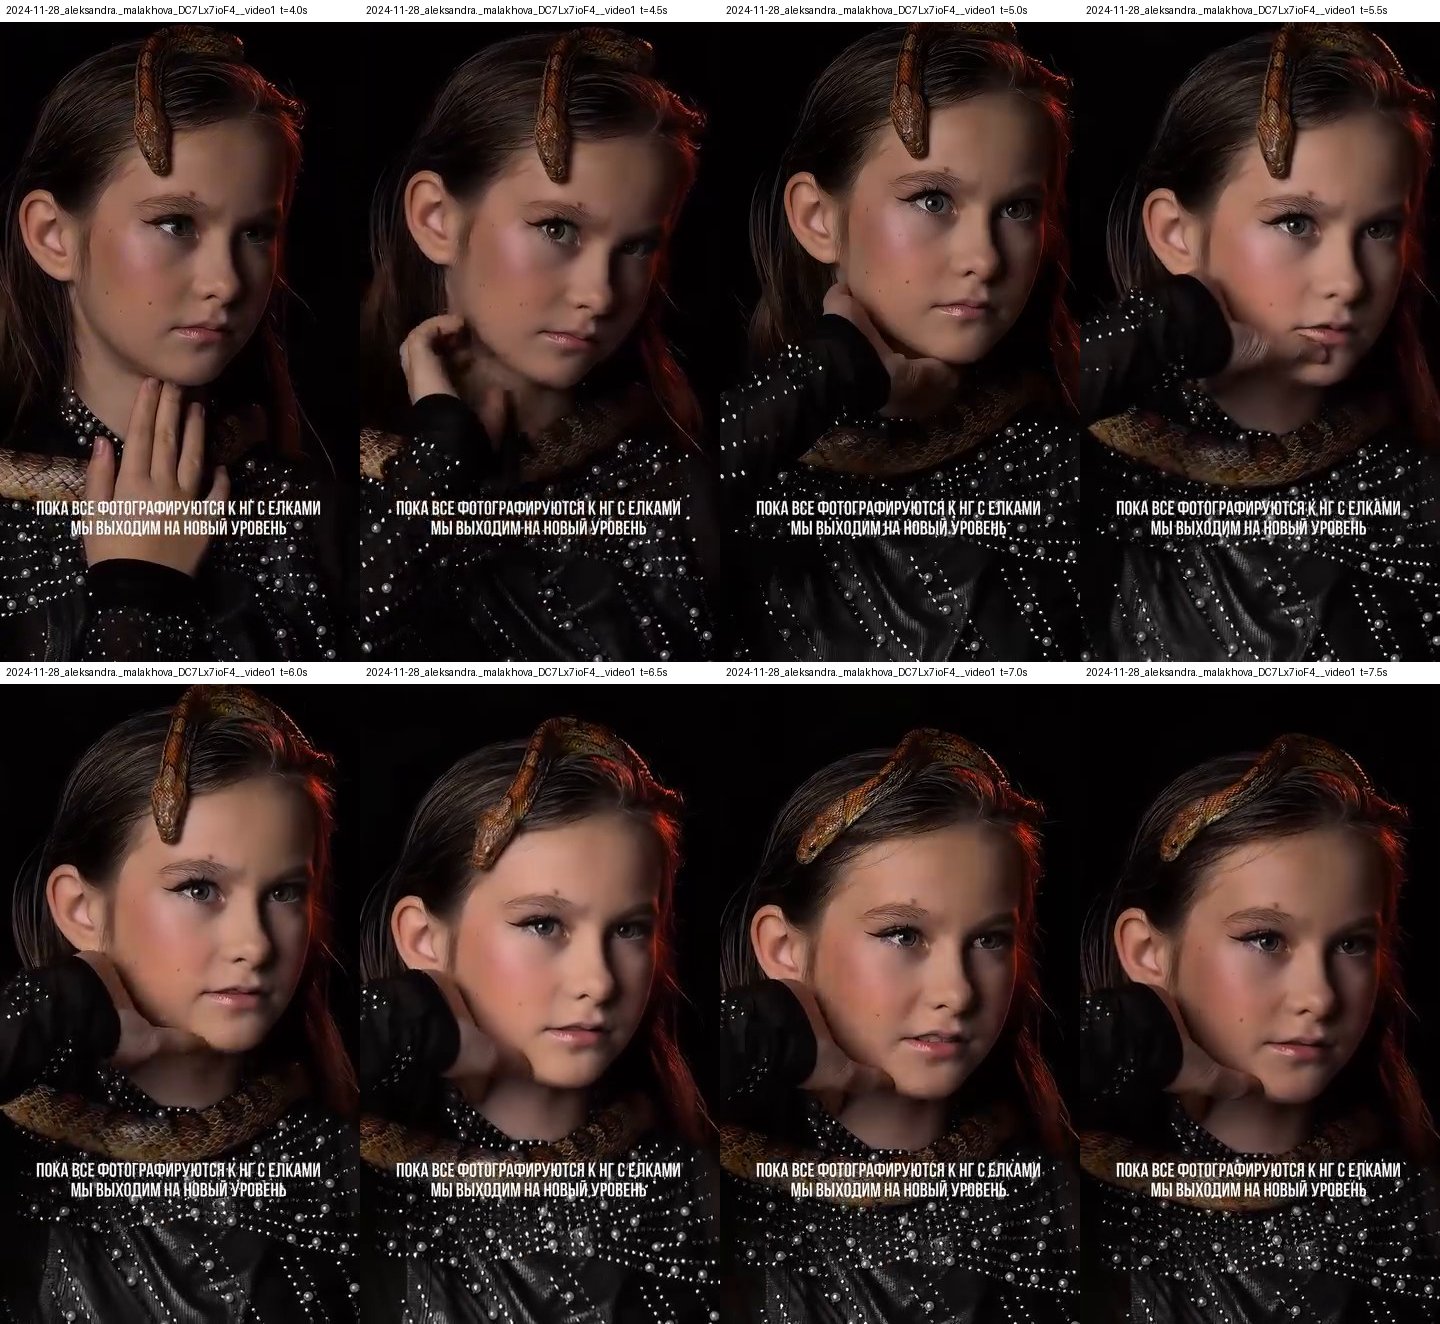 2024-11-28_aleksandra._malakhova_DC7Lx7ioF4__video1 t=4.0s
2024-11-28_aleksandra._malakhova_DC7Lx7ioF4__video1 t=4.5s
2024-11-28_aleksandra._malakhova_DC7Lx7ioF4__video1 t=5.0s
2024-11-28_aleksandra._malakhova_DC7Lx7ioF4__video1 t=5.5s
ПОКА ВСЕ ФОТОГРАФИРУЮТСЯ К НГ С ЕЛКАМИ
МЫ ВЫХОДИМ НА НОВЫЙ УРОВЕНЬ
ПОКА ВСЕ ФОТОГРАФИРУЮТСЯ К НГ С ЕЛКАМИ
МЫ ВЫХОДИМ НА НОВЫЙ УРОВЕНЬ
ПОКА ВСЕ ФОТОГРАФИРУЮТСЯ К НГ С ЕЛКАМИ
МЫ ВЫХОДИМ НА НОВЫЙ УРОВЕНЬ
ПОКА ВСЕ ФОТОГРАФИРУЮТСЯ К НГ С ЕЛКАМИ
МЫ ВЫХОДИМ НА НОВЫЙ УРОВЕНЬ
2024-11-28_aleksandra._malakhova_DC7Lx7ioF4__video1 t=6.0s
2024-11-28_aleksandra._malakhova_DC7Lx7ioF4__video1 t=6.5s
2024-11-28_aleksandra._malakhova_DC7Lx7ioF4__video1 t=7.0s
2024-11-28_aleksandra._malakhova_DC7Lx7ioF4__video1 t=7.5s
ПОКА ВСЕ ФОТОГРАФИРУЮТСЯ К НГ С ЕЛКАМИ
МЫ ВЫХОДИМ НА НОВЫЙ УРОВЕНЬ
ПОКА ВСЕ ФОТОГРАФИРУЮТСЯ К НГ С ЕЛКАМИ
МЫ ВЫХОДИМ НА НОВЫЙ УРОВЕНЬ
ПОКА ВСЕ ФОТОГРАФИРУЮТСЯ К НГ С ЕЛКАМИ
МЫ ВЫХОДИМ НА НОВЫЙ УРОВЕНЬ
ПОКА ВСЕ ФОТОГРАФИРУЮТСЯ К НГ С ЕЛКАМИ
МЫ ВЫХОДИМ НА НОВЫЙ УРОВЕНЬ